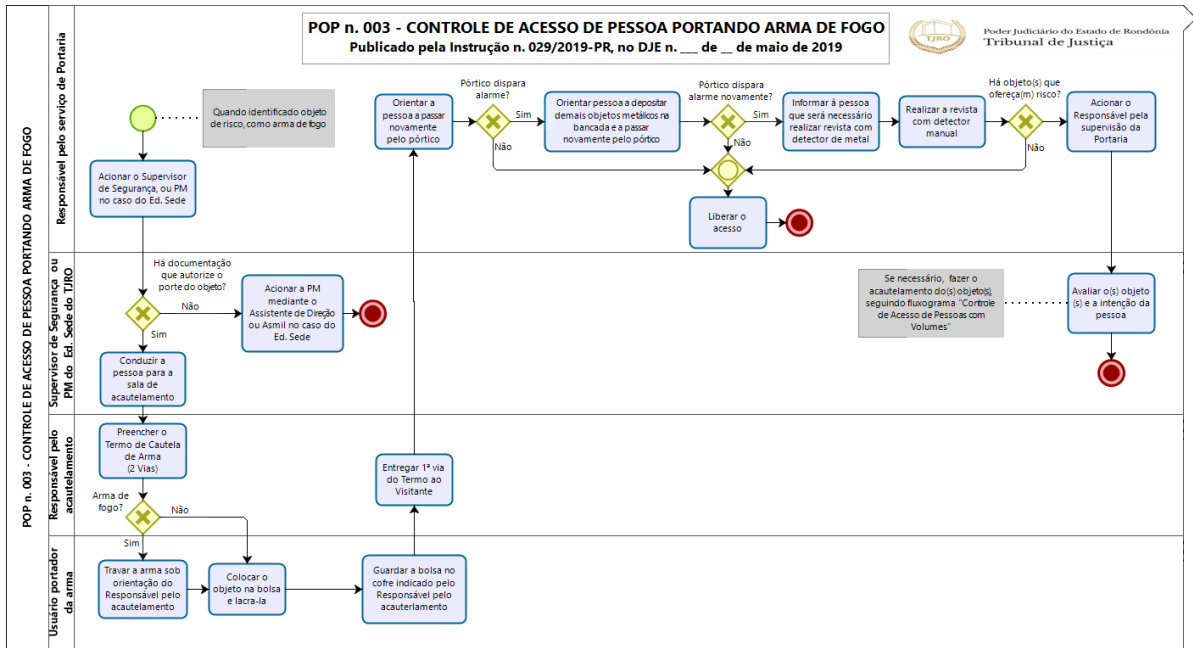 POP n. 003 - CONTROLE DE ACESSO DE PESSOA PORTANDO ARMA DE FOGO
Publicado pela Instrução n. 029/2019-PR, no DJE n. ___ de __ de maio de 2019
TJRO
Poder Judiciário do Estado de Rondônia
Tribunal de Justiça
POP n. 003 - CONTROLE DE ACESSO DE PESSOA PORTANDO ARMA DE FOGO
Responsável pelo serviço de Portaria
Quando identificado objeto
de risco, como arma de fogo
Acionar o Supervisor
de Segurança, ou PM
no caso do Ed. Sede
Orientar a
pessoa a passar
novamente
pelo pórtico
Pórtico dispara
alarme?
Sim
Não
Orientar pessoa a depositar
demais objetos metálicos na
bancada e a passar
novamente pelo pórtico
Pórtico dispara
alarme novamente?
Sim
Não
Informar à pessoa
que será necessário
realizar revista com
detector de metal
Realizar a revista
com detector
manual
Há objeto(s) que
ofereça(m) risco?
Sim
Não
Acionar o
Responsável pela
supervisão da
Portaria
Liberar o
acesso
Supervisor de Segurança ou
PM do Ed. Sede do TJRO
Há documentação
que autorize o
porte do objeto?
Não
Sim
Acionar a PM
mediante o
Assistente de Direção
ou Asmil no caso do
Ed. Sede
Conduzir a
pessoa para a
sala de
acautelamento
Se necessário, fazer o
acautelamento do(s) objeto(s),
seguindo fluxograma "Controle
de Acesso de Pessoas com
Volumes"
Avaliar o(s) objeto
(s) e a intenção da
pessoa
Responsável pelo
acautelamento
Preencher o
Termo de Cautela
de Arma
(2 Vias)
Arma de
fogo?
Não
Sim
Entregar 1ª via
do Termo ao
Visitante
Usuário portador
da arma
Travar a arma sob
orientação do
Responsável pelo
acautelamento
Colocar o
objeto na bolsa
e lacra-la
Guardar a bolsa no
cofre indicado pelo
Responsável pelo
acauterlamento